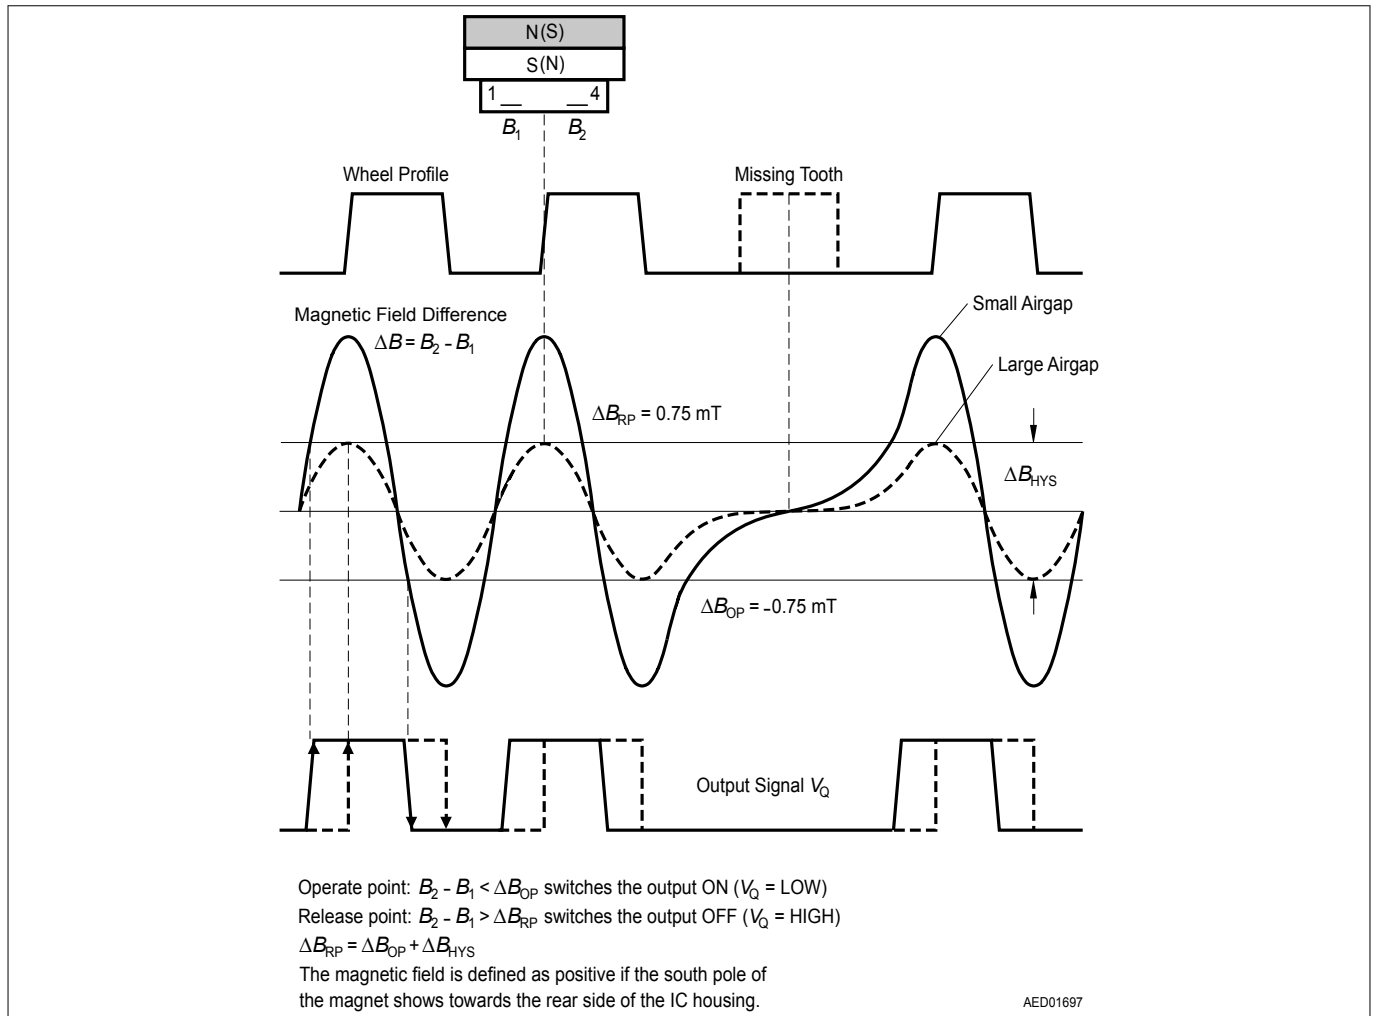 N(S)
S(N)
1 4
B1 B2
Wheel Profile
Missing Tooth
Small Airgap
Magnetic Field Difference
ΔB = B2 - B1
Large Airgap
ΔBRP = 0.75 mT
ΔBHYS
ΔBOP = -0.75 mT
Output Signal VQ
Operate point: B2 - B1 < ΔBOP switches the output ON (VQ = LOW)
Release point: B2 - B1 > ΔBRP switches the output OFF (VQ = HIGH)
ΔBRP = ΔBOP + ΔBHYS
The magnetic field is defined as positive if the south pole of
the magnet shows towards the rear side of the IC housing.
AED01697